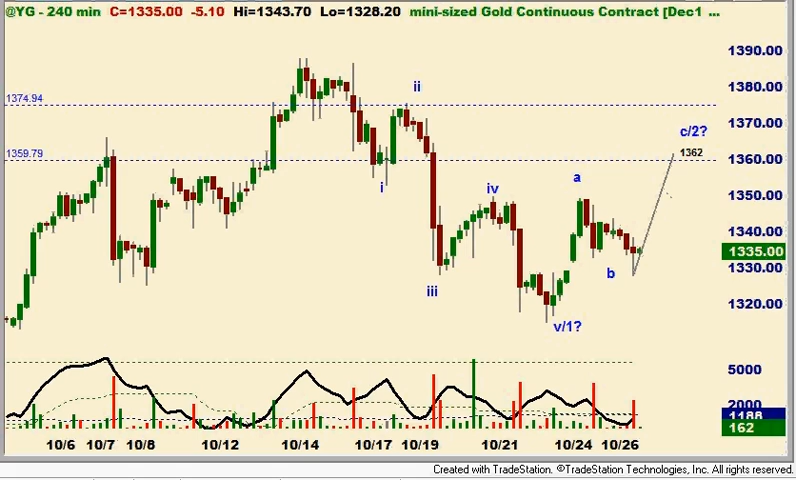 @YG - 240 min C=1335.00 -5.10 Hi=1343.70 Lo=1328.20 mini-sized Gold Continuous Contract [Dec1 ...
1390.00
1380.00
ii
1374.94
1370.00
c/2?
1362
1359.79
1360.00
i
iv
a
1350.00
1340.00
1335.00
1330.00
b
iii
1320.00
v/1?
5000
2000
1188
162
10/6 10/7 10/8 10/12 10/14 10/17 10/19 10/21 10/24 10/26
Created with TradeStation. ©TradeStation Technologies, Inc. All rights reserved.